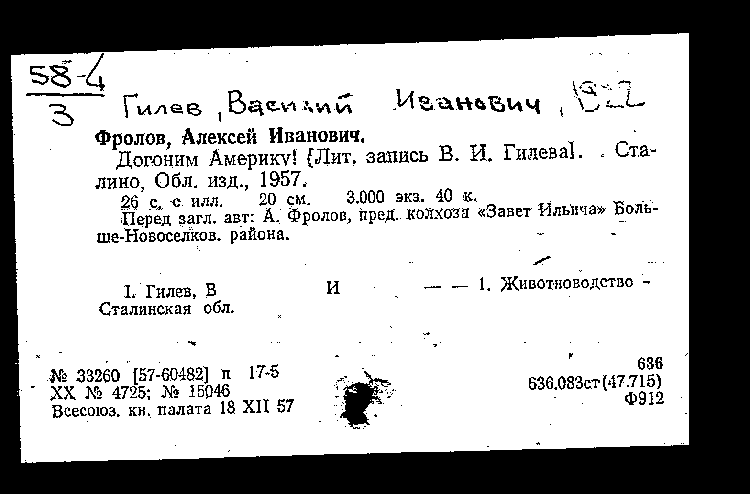 58-4
3
Гилев, Василий Иванович, 1922
Фролов, Алексей Иванович.
Догоним Америку! [Лит. запись В. И. Гилева]. Ста-
лино, Обл. изд., 1957.
26 с. с илл. 20 см. 3.000 экз. 40 к.
Перед загл. авт: А. Фролов, пред. колхоза «Завет Ильича» Боль-
ше-Новоселков. района.
I. Гилев, В И — — 1. Животноводство -
Сталинская обл.
№ 33260 [57-60482] п 17-5
XX № 4725; № 15046
Всесоюз. кн. палата 18 XII 57
636
636.083ст(47.715)
Ф912